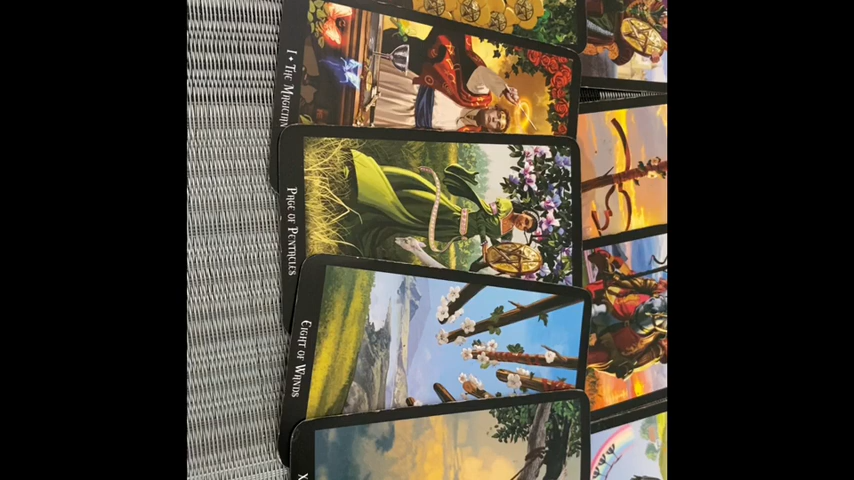 I • The Magician
Page of Pentacles
Eight of Wands
X